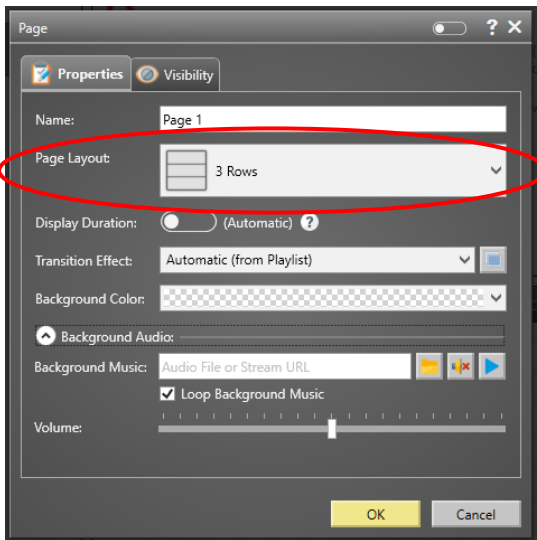 Page ? X
Properties Visibility
Name: Page 1
Page Layout: 3 Rows
Display Duration: (Automatic) ?
Transition Effect: Automatic (from Playlist)
Background Color:
Background Audio:
Background Music: Audio File or Stream URL
Loop Background Music
Volume:
OK Cancel